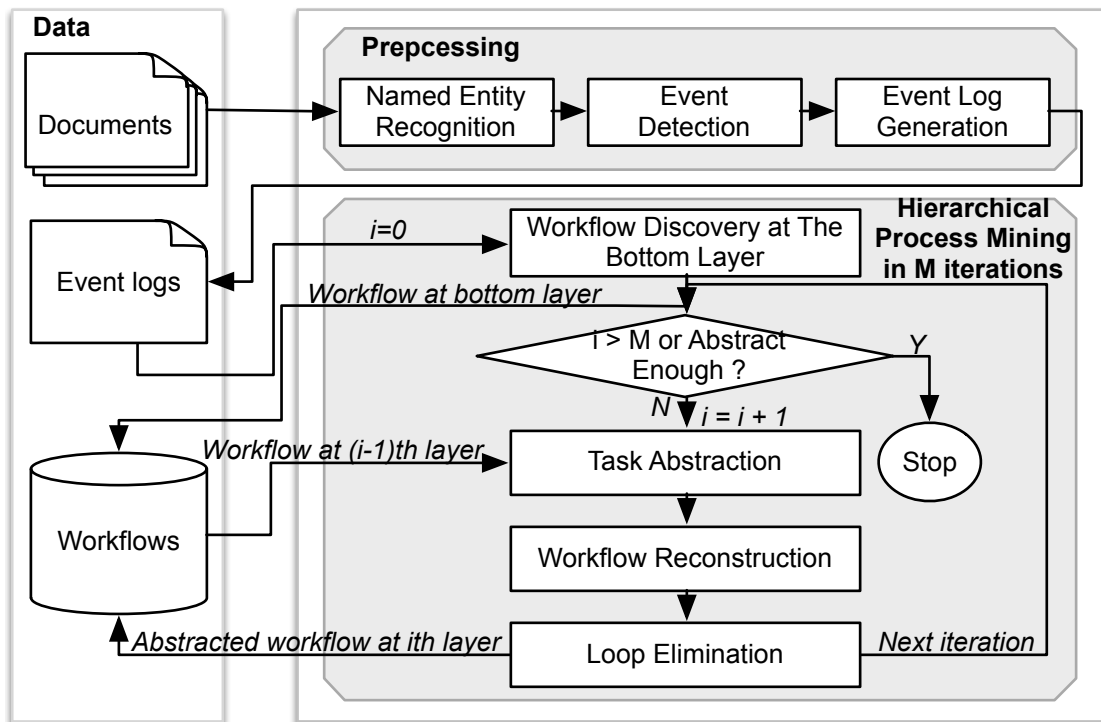 Data
Prepcessing
Documents
Named Entity
Recognition
Event
Detection
Event Log
Generation
Hierarchical
Process Mining
in M iterations
i=0
Workflow Discovery at The
Bottom Layer
Event logs
Workflow at bottom layer
i > M or Abstract
Enough ?
Y
N
i = i + 1
Workflow at (i-1)th layer
Task Abstraction
Stop
Workflows
Workflow Reconstruction
Abstracted workflow at ith layer
Loop Elimination
Next iteration